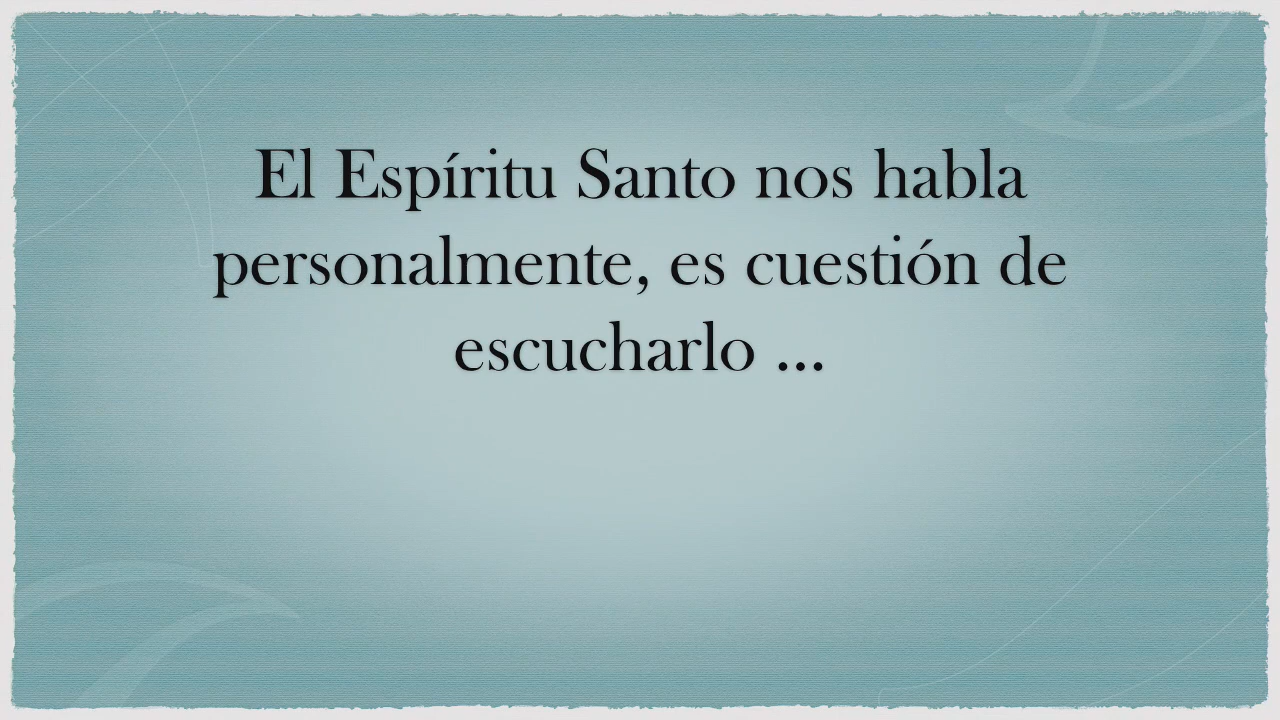 El Espíritu Santo nos habla
personalmente, es cuestión de
escucharlo ...